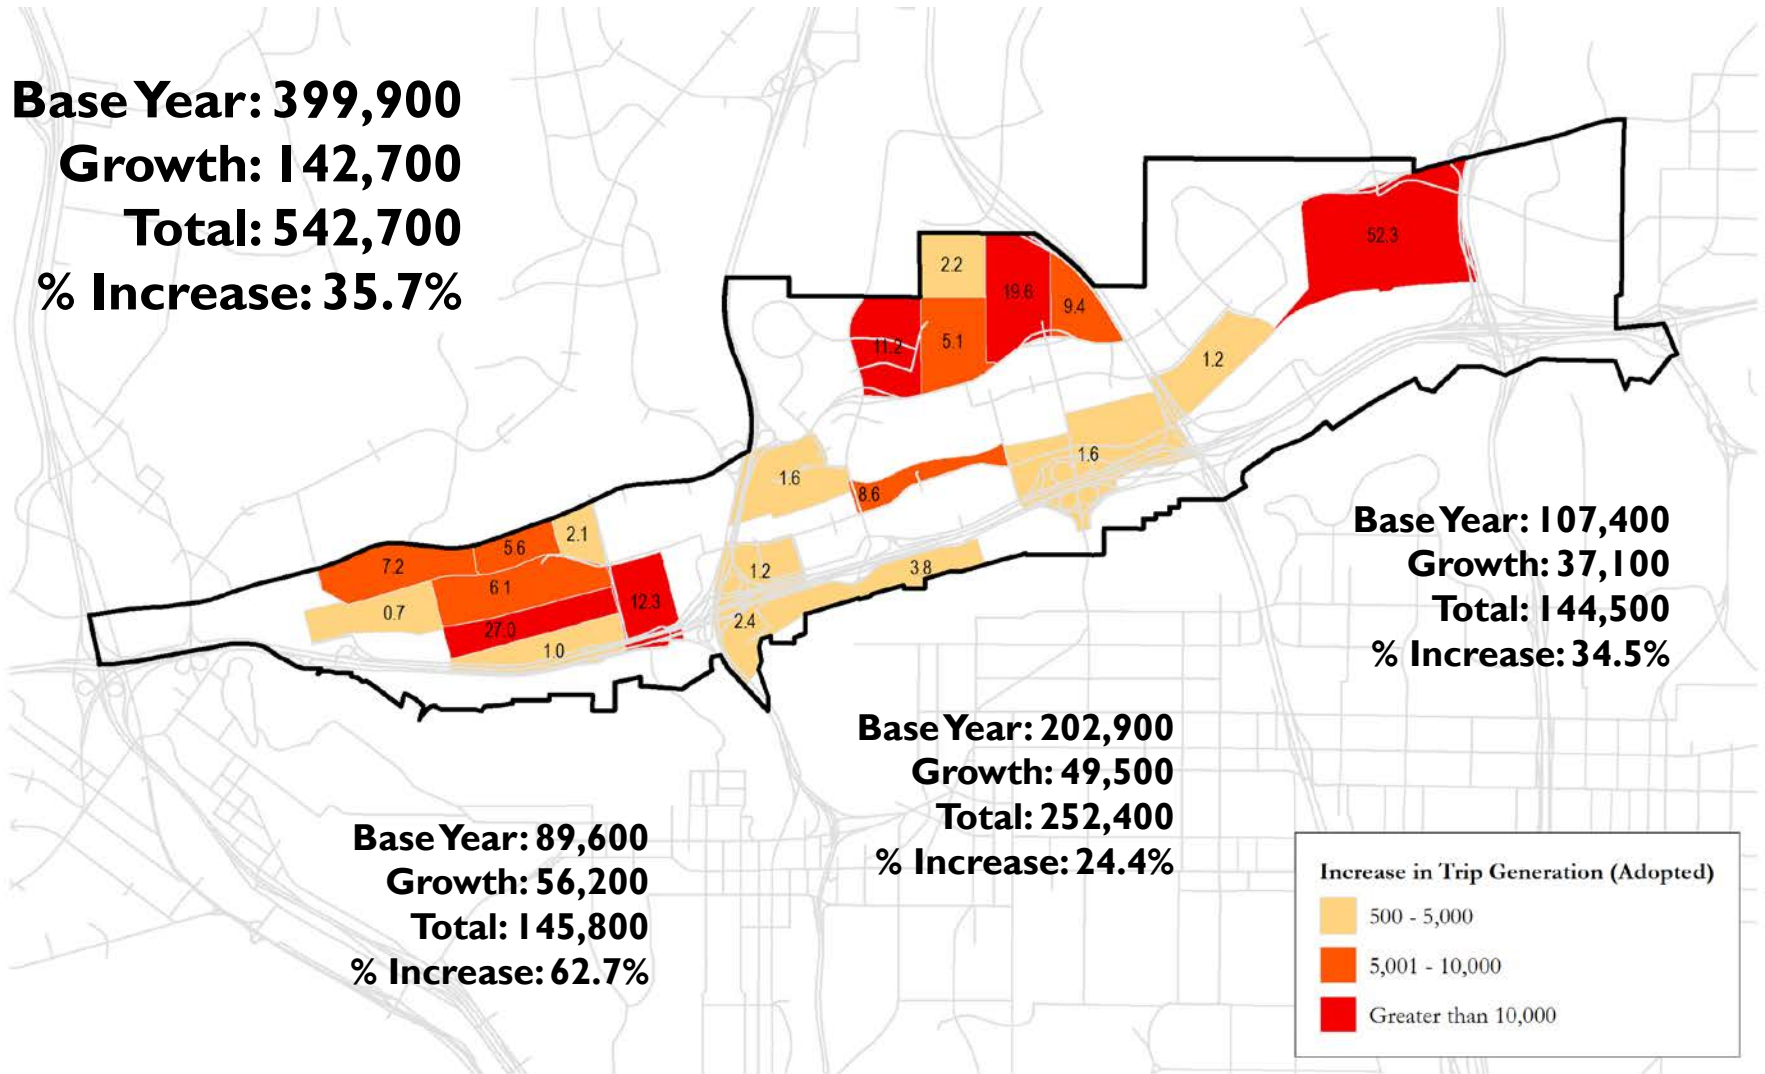 Base Year: 399,900
Growth: 142,700
Total: 542,700
% Increase: 35.7%
52.3
2.2
19.6
9.4
11.2
5.1
1.2
1.6
1.6
8.6
2.1
5.6
7.2
6.1
1.2
3.8
0.7
12.3
27.0
2.4
1.0
Base Year: 107,400
Growth: 37,100
Total: 144,500
% Increase: 34.5%
Base Year: 202,900
Growth: 49,500
Total: 252,400
% Increase: 24.4%
Base Year: 89,600
Growth: 56,200
Total: 145,800
% Increase: 62.7%
Increase in Trip Generation (Adopted)
500 - 5,000
5,001 - 10,000
Greater than 10,000